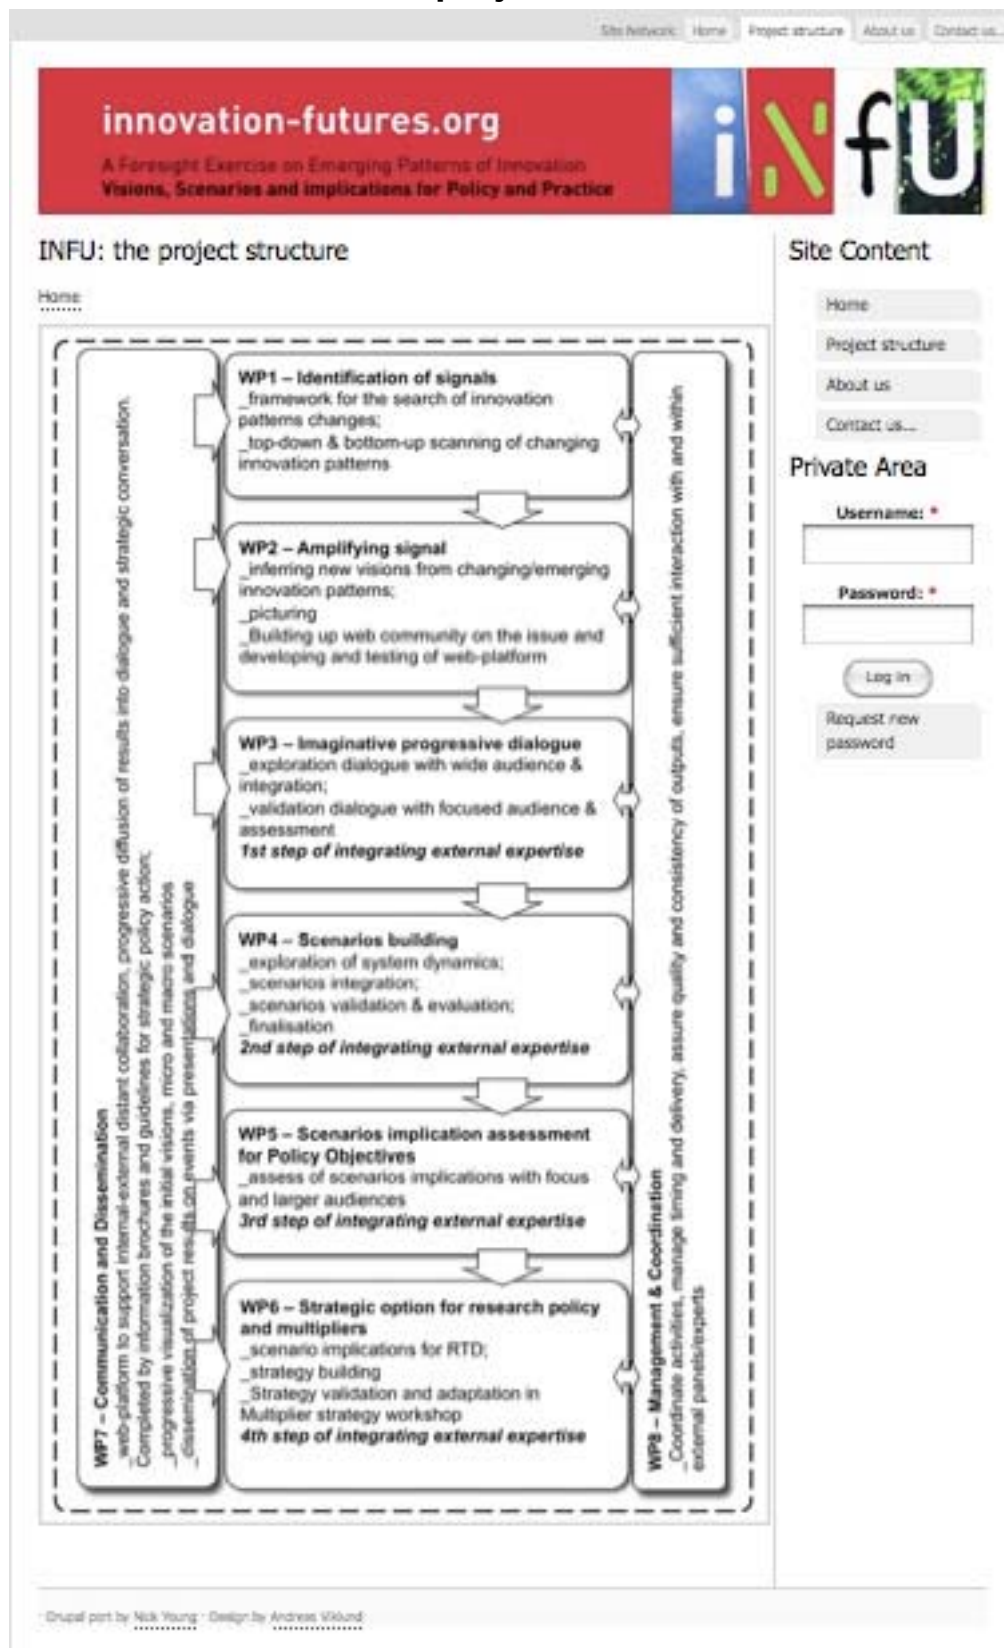 Site Network: Home Project structure About us Contact us...
innovation-futures.org
A Foresight Exercise on Emerging Patterns of Innovation
Visions, Scenarios and implications for Policy and Practice
iNfU
INFU: the project structure
Home
WP7 – Communication and Dissemination
_web-platform to support internal-external distant collaboration, progressive diffusion of results into dialogue and strategic conversation.
Completed by information brochures and guidelines for strategic policy action;
_progressive visualization of the initial visions, micro and macro scenarios
_dissemination of project results on events via presentations and dialogue
WP1 – Identification of signals
_framework for the search of innovation
patterns changes;
_top-down & bottom-up scanning of changing
innovation patterns
WP2 – Amplifying signal
_inferring new visions from changing/emerging
innovation patterns;
_picturing
_Building up web community on the issue and
developing and testing of web-platform
WP3 – Imaginative progressive dialogue
_exploration dialogue with wide audience &
integration;
_validation dialogue with focused audience &
assessment
1st step of integrating external expertise
WP4 – Scenarios building
_exploration of system dynamics;
_scenarios integration;
_scenarios validation & evaluation;
_finalisation
2nd step of integrating external expertise
WP5 – Scenarios implication assessment
for Policy Objectives
_assess of scenarios implications with focus
and larger audiences
3rd step of integrating external expertise
WP6 – Strategic option for research policy
and multipliers
_scenario implications for RTD;
_strategy building
_Strategy validation and adaptation in
Multiplier strategy workshop
4th step of integrating external expertise
WP8 – Management & Coordination
_Coordinate activities, manage timing and delivery, assure quality and consistency of outputs, ensure sufficient interaction with and within
external panels/experts
Site Content
Home
Project structure
About us
Contact us...
Private Area
Username: *
Password: *
Log in
Request new
password
· Drupal port by Nick Young · Design by Andreas Viklund